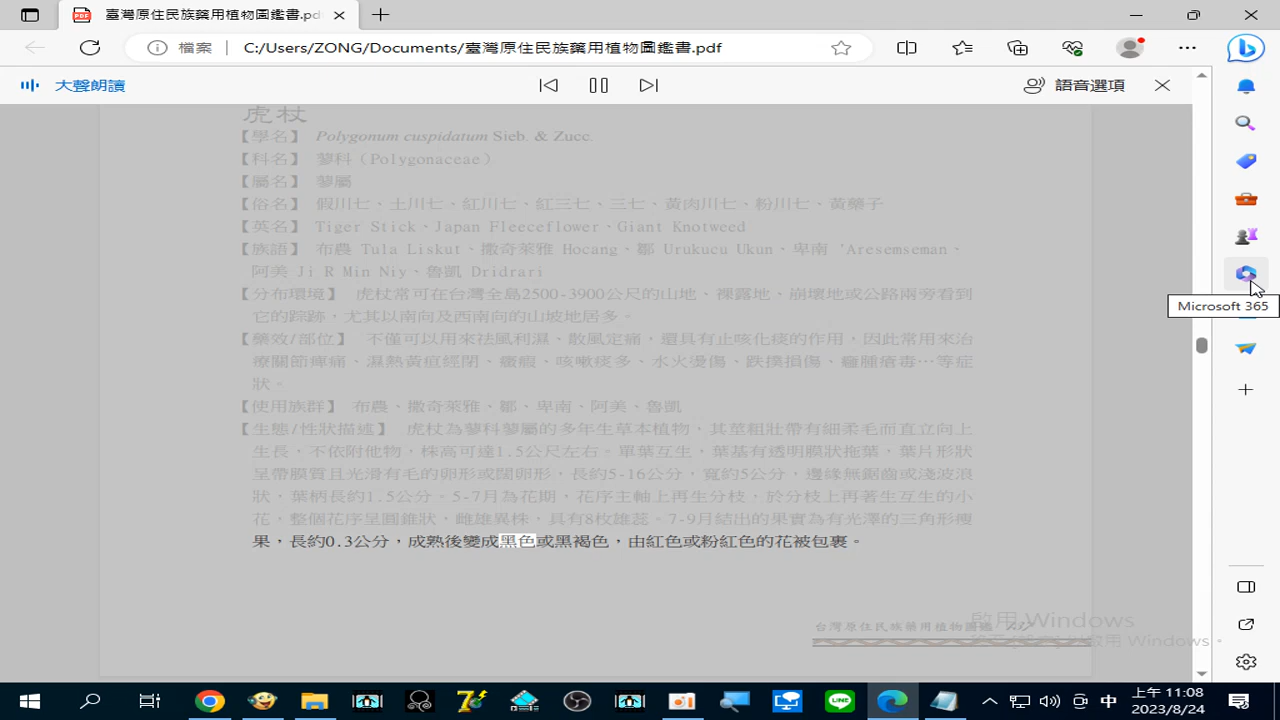 臺灣原住民族藥用植物圖鑑書.pd
檔案 C:/Users/ZONG/Documents/臺灣原住民族藥用植物圖鑑書.pdf
大聲朗讀
語音選項
虎杖
【學名】 Polygonum cuspidatum Sieb. & Zucc.
【科名】 蓼科（Polygonaceae）
【屬名】 蓼屬
【俗名】 假川七、土川七、紅川七、紅三七、三七、黃肉川七、粉川七、黃藥子
【英名】 Tiger Stick、Japan Fleeceflower、Giant Knotweed
【族語】 布農 Tula Liskut、撒奇萊雅 Hocang、鄒 Urukucu Ukun、卑南 'Aresemseman、
阿美 Ji R Min Niy、魯凱 Dridrari
【分布環境】 虎杖常可在台灣全島2500-3900公尺的山地、裸露地、崩壞地或公路兩旁看到
它的踪跡，尤其以南向及西南向的山坡地居多。
【藥效/部位】 不僅可以用來祛風利濕、散風定痛，還具有止咳化痰的作用，因此常用來治
療關節痺痛、濕熱黃疸經閉、癥瘕、咳嗽痰多、水火燙傷、跌撲損傷、癰腫瘡毒…等症
狀。
【使用族群】 布農、撒奇萊雅、鄒、卑南、阿美、魯凱
【生態/性狀描述】 虎杖為蓼科蓼屬的多年生草本植物，其莖粗壯帶有細柔毛而直立向上
生長，不依附他物，株高可達1.5公尺左右。單葉互生，葉基有透明膜狀拖葉，葉片形狀
呈帶膜質且光滑有毛的卵形或闊卵形，長約5-16公分，寬約5公分，邊緣無鋸齒或淺波浪
狀，葉柄長約1.5公分。5-7月為花期，花序主軸上再生分枝，於分枝上再著生互生的小
花，整個花序呈圓錐狀，雌雄異株，具有8枚雄蕊。7-9月結出的果實為有光澤的三角形瘦
果，長約0.3公分，成熟後變成黑色或黑褐色，由紅色或粉紅色的花被包裹。
台灣原住民族藥用植物圖鑑
Microsoft 365
啟用 Windows
中
上午 11:08
2023/8/24